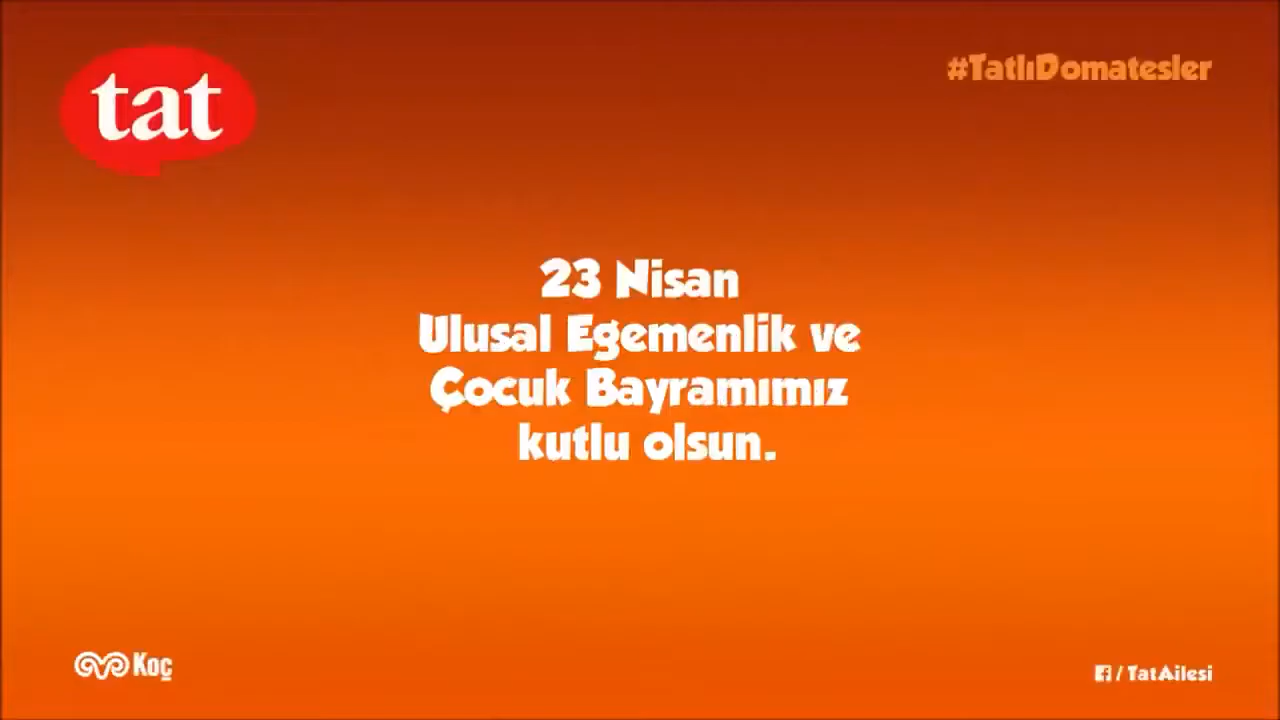 tat
#TatlıDomatesler
23 Nisan
Ulusal Egemenlik ve
Çocuk Bayramımız
kutlu olsun.
Koç
f / TatAilesi